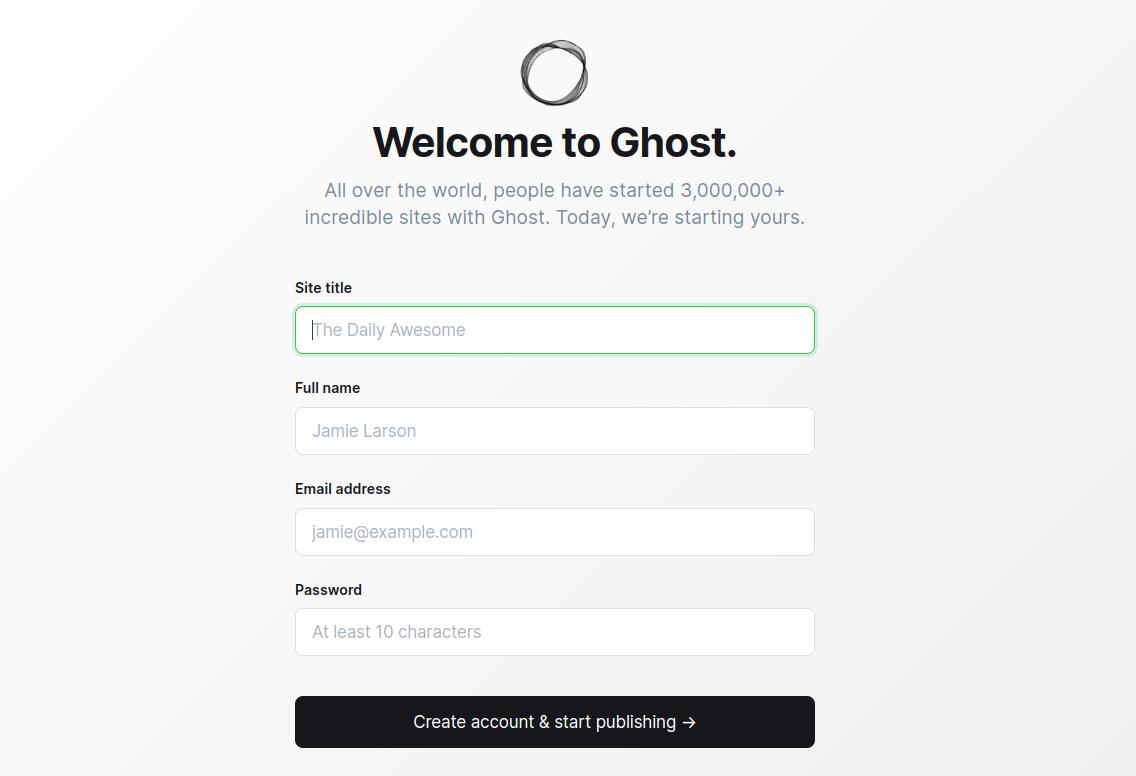 Welcome to Ghost.
All over the world, people have started 3,000,000+
incredible sites with Ghost. Today, we’re starting yours.
Site title
The Daily Awesome
Full name
Jamie Larson
Email address
jamie@example.com
Password
At least 10 characters
Create account & start publishing →